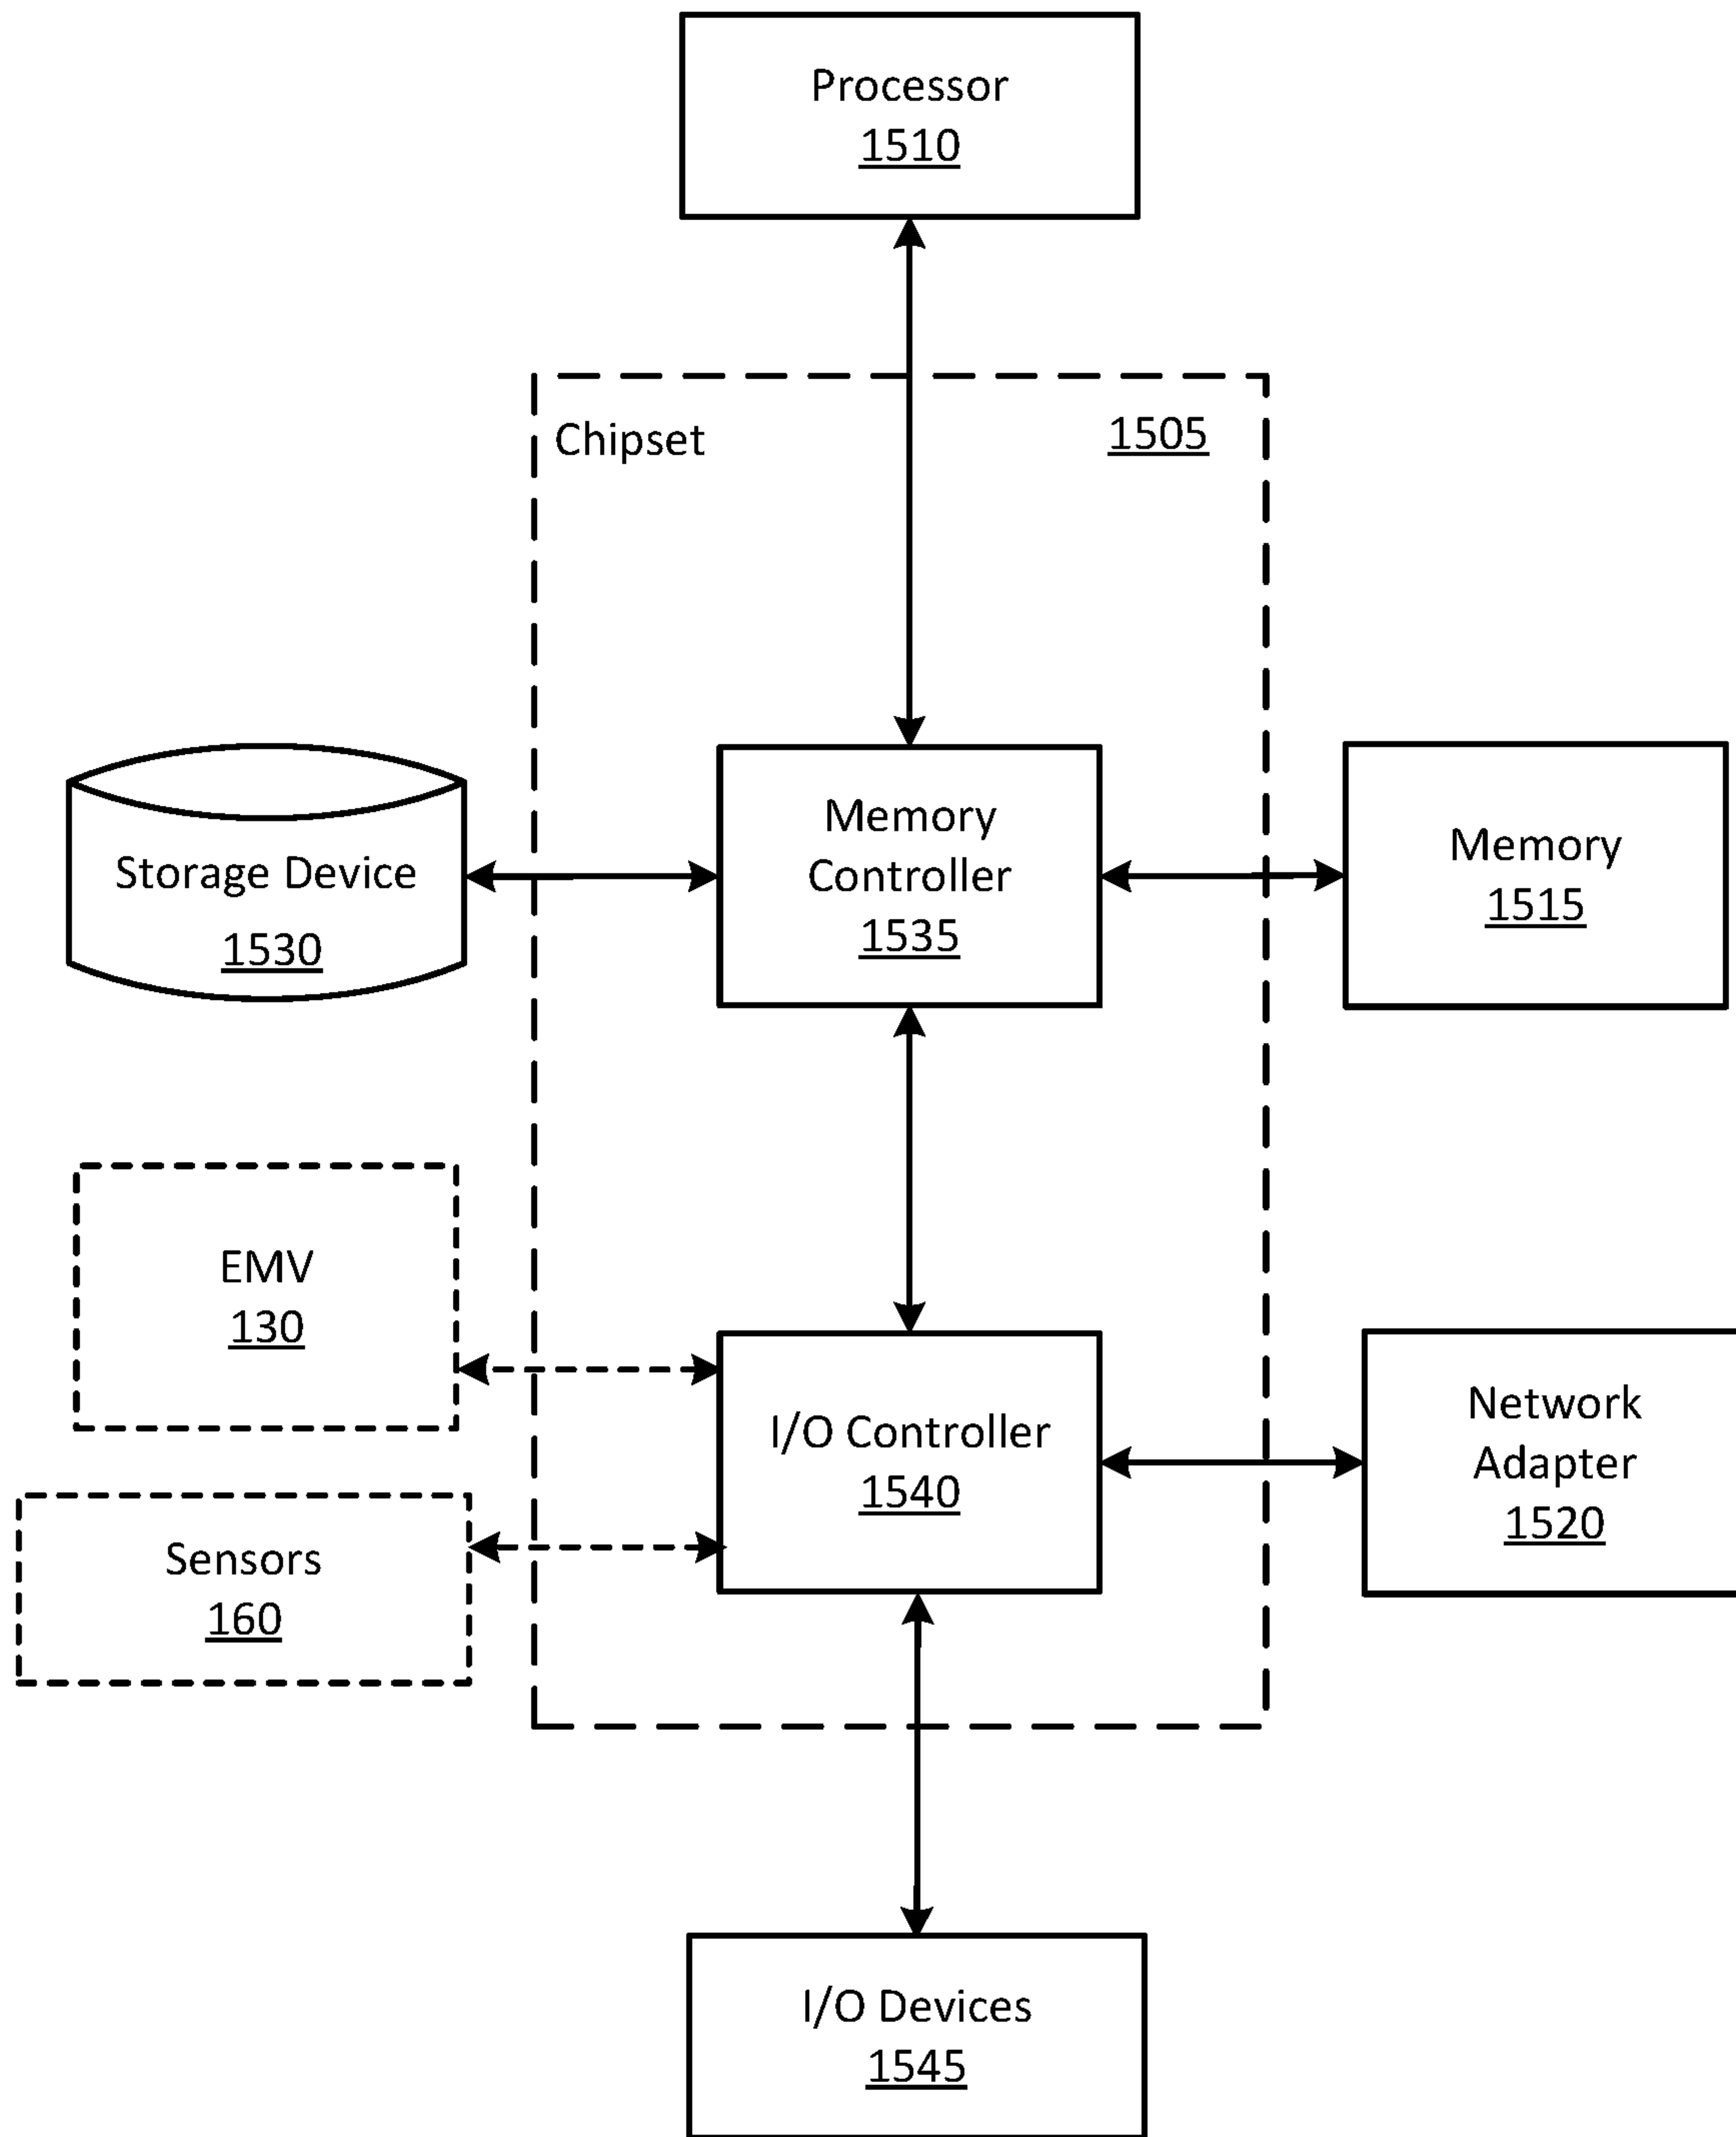 Processor
1510
Chipset
1505
Storage Device
1530
Memory
Controller
1535
Memory
1515
EMV
130
I/O Controller
1540
Network
Adapter
1520
Sensors
160
I/O Devices
1545